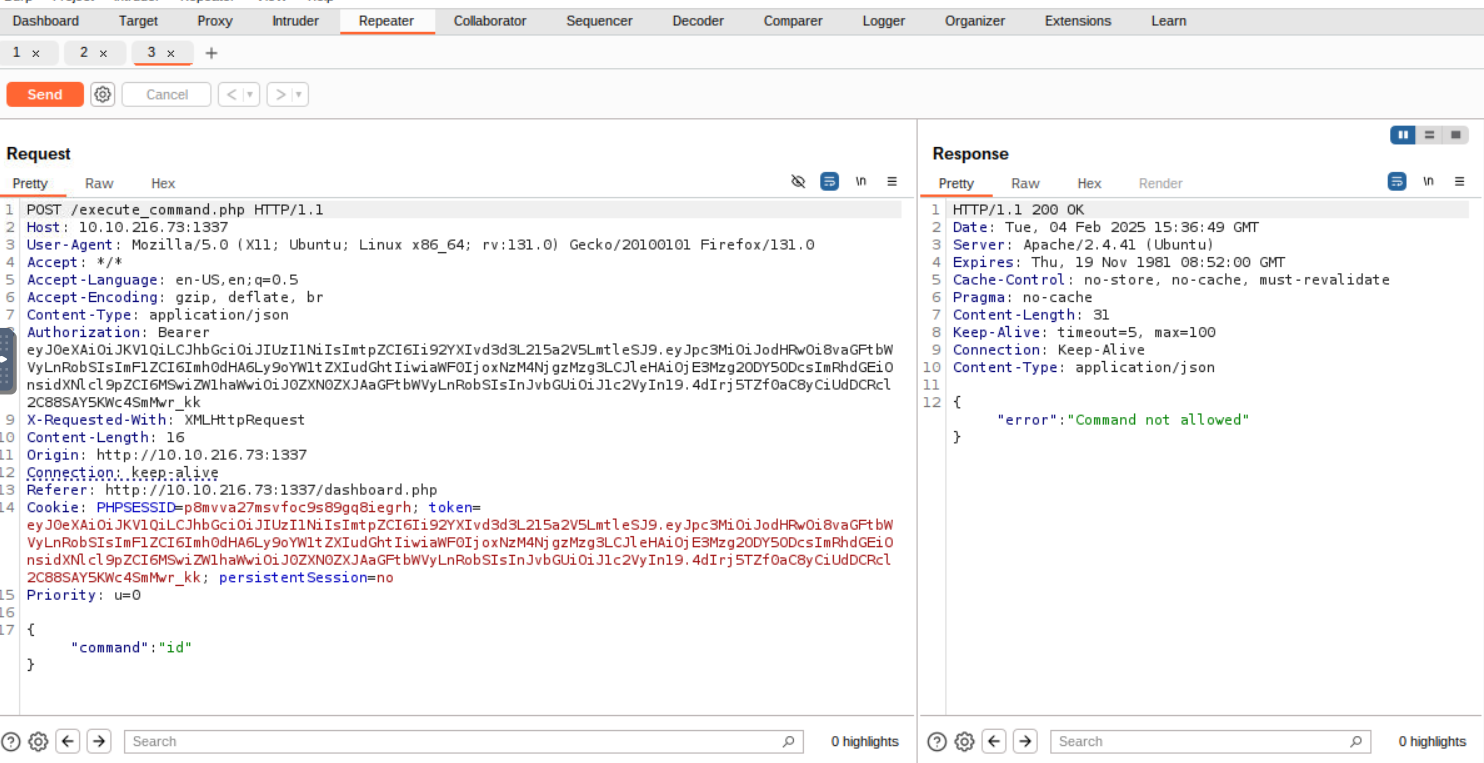 Dashboard Target Proxy Intruder Repeater Collaborator Sequencer Decoder Comparer Logger Organizer Extensions Learn
1 × 2 × 3 × +
Send Cancel < >
Request
Pretty Raw Hex \n
1 POST /execute_command.php HTTP/1.1
2 Host: 10.10.216.73:1337
3 User-Agent: Mozilla/5.0 (X11; Ubuntu; Linux x86_64; rv:131.0) Gecko/20100101 Firefox/131.0
4 Accept: */*
5 Accept-Language: en-US,en;q=0.5
6 Accept-Encoding: gzip, deflate, br
7 Content-Type: application/json
Authorization: Bearer
eyJ0eXAiOiJKV1QiLCJhbGciOiJIUzI1NiIsImtpZCI6Ii92YXIvd3d3L215a2V5LmtleSJ9.eyJpc3MiOiJodHRwOi8vaGFtbW
VyLnRobSIsImF1ZCI6Imh0dHA6Ly9oYW1tZXIudGhtIiwiaWF0IjoxNzM4NjgzMzg3LCJleHAiOjE3Mzg2ODY5ODcsImRhdGEiO
nsidXNlcl9pZCI6MSwiZW1haWwiOiJ0ZXN0ZXJAaGFtbWVyLnRobSIsInJvbGUiOiJ1c2VyIn19.4dIrj5TZf0aC8yCiUdDCRcl
2C88SAY5KWc4SmMwr_kk
9 X-Requested-With: XMLHttpRequest
10 Content-Length: 16
11 Origin: http://10.10.216.73:1337
12 Connection: keep-alive
13 Referer: http://10.10.216.73:1337/dashboard.php
14 Cookie: PHPSESSID=p8mvva27msvfoc9s89gq8iegrh; token=
eyJ0eXAiOiJKV1QiLCJhbGciOiJIUzI1NiIsImtpZCI6Ii92YXIvd3d3L215a2V5LmtleSJ9.eyJpc3MiOiJodHRwOi8vaGFtbW
VyLnRobSIsImF1ZCI6Imh0dHA6Ly9oYW1tZXIudGhtIiwiaWF0IjoxNzM4NjgzMzg3LCJleHAiOjE3Mzg2ODY5ODcsImRhdGEiO
nsidXNlcl9pZCI6MSwiZW1haWwiOiJ0ZXN0ZXJAaGFtbWVyLnRobSIsInJvbGUiOiJ1c2VyIn19.4dIrj5TZf0aC8yCiUdDCRcl
2C88SAY5KWc4SmMwr_kk; persistentSession=no
15 Priority: u=0
16
17 {
"command":"id"
}
Search 0 highlights
Response
Pretty Raw Hex Render \n
1 HTTP/1.1 200 OK
2 Date: Tue, 04 Feb 2025 15:36:49 GMT
3 Server: Apache/2.4.41 (Ubuntu)
4 Expires: Thu, 19 Nov 1981 08:52:00 GMT
5 Cache-Control: no-store, no-cache, must-revalidate
6 Pragma: no-cache
7 Content-Length: 31
8 Keep-Alive: timeout=5, max=100
9 Connection: Keep-Alive
10 Content-Type: application/json
11
12 {
"error":"Command not allowed"
}
Search 0 highlights